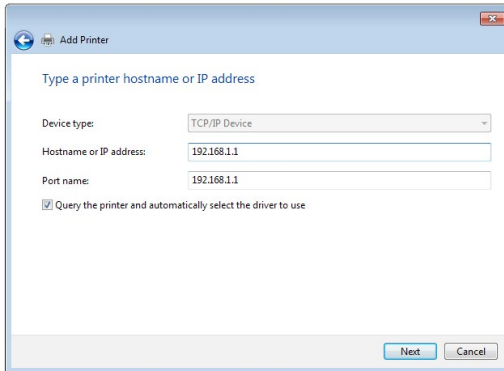 Add Printer
Type a printer hostname or IP address
Device type: TCP/IP Device
Hostname or IP address: 192.168.1.1
Port name: 192.168.1.1
Query the printer and automatically select the driver to use
Next Cancel